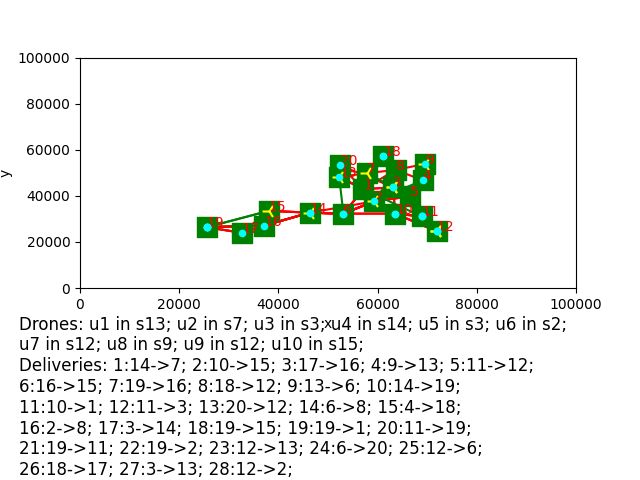 100000
80000
60000
40000
20000
0
y
0 20000 40000 60000 80000 100000
x
Drones: u1 in s13; u2 in s7; u3 in s3; u4 in s14; u5 in s3; u6 in s2;
u7 in s12; u8 in s9; u9 in s12; u10 in s15;
Deliveries: 1:14->7; 2:10->15; 3:17->16; 4:9->13; 5:11->12;
6:16->15; 7:19->16; 8:18->12; 9:13->6; 10:14->19;
11:10->1; 12:11->3; 13:20->12; 14:6->8; 15:4->18;
16:2->8; 17:3->14; 18:19->15; 19:19->1; 20:11->19;
21:19->11; 22:19->2; 23:12->13; 24:6->20; 25:12->6;
26:18->17; 27:3->13; 28:12->2;